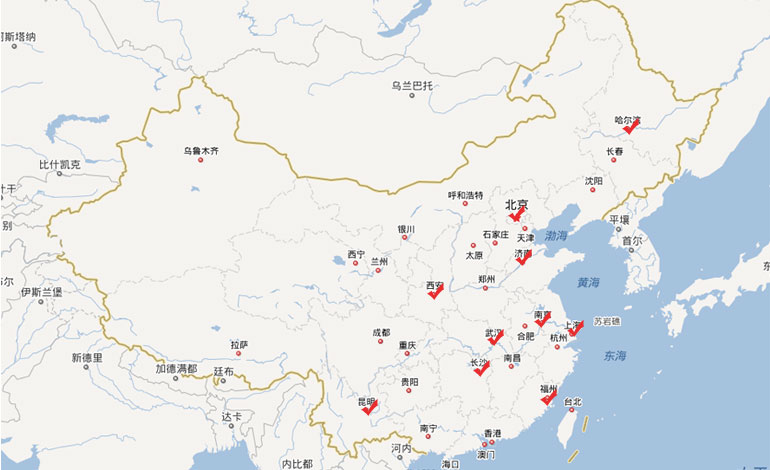 阿斯塔纳
乌兰巴托
哈尔滨
乌鲁木齐
长春
比什凯克
沈阳
呼和浩特
北京
平壤
别
银川
石家庄
天津
渤海
首尔
西宁
兰州
太原
济南
西安
郑州
黄海
伊斯兰堡
南京
上海
苏岩礁
成都
武汉
合肥
杭州
拉萨
重庆
东海
新德里
加德满都
廷布
长沙
南昌
贵阳
昆明
福州
台北
达卡
南宁
香港
河内
澳门
内比都
海口